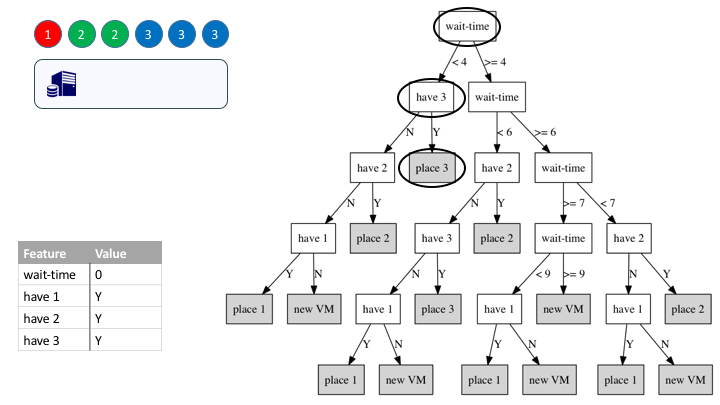 1 2 2 3 3 3
wait-time
< 4 >= 4
have 3 wait-time
N Y < 6 >= 6
have 2 place 3 have 2 wait-time
N Y N Y >= 7 < 7
have 1 place 2 have 3 place 2 wait-time have 2
Y N N Y < 9 >= 9 N Y
place 1 new VM have 1 place 3 have 1 new VM have 1 place 2
Y N Y N Y N
place 1 new VM place 1 new VM place 1 new VM
Feature Value
wait-time 0
have 1 Y
have 2 Y
have 3 Y